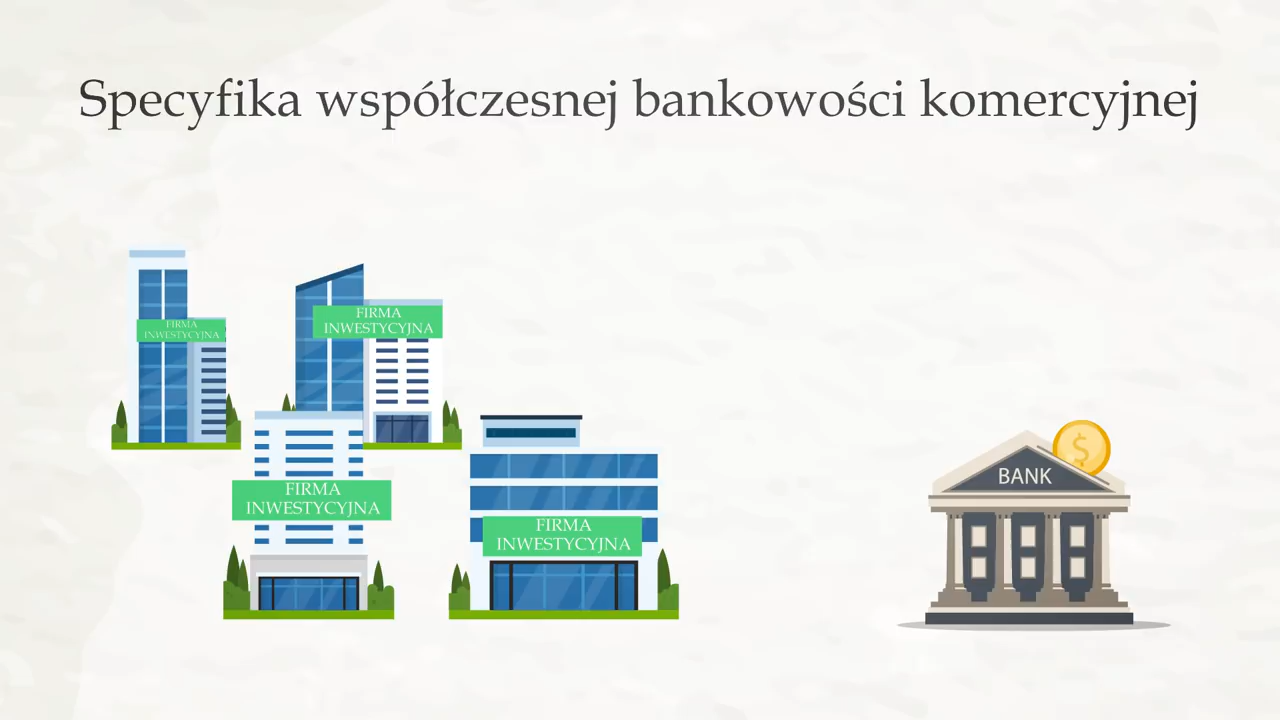 Specyfika współczesnej bankowości komercyjnej
FIRMA
INWESTYCYJNA
FIRMA
INWESTYCYJNA
FIRMA
INWESTYCYJNA
FIRMA
INWESTYCYJNA
$
BANK